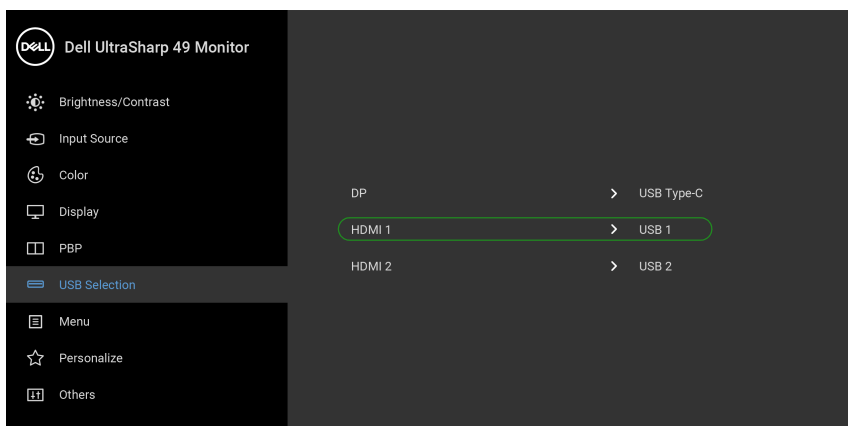 DELL Dell UltraSharp 49 Monitor
Brightness/Contrast
Input Source
Color
Display
PBP
USB Selection
Menu
Personalize
Others
DP USB Type-C
HDMI 1 USB 1
HDMI 2 USB 2